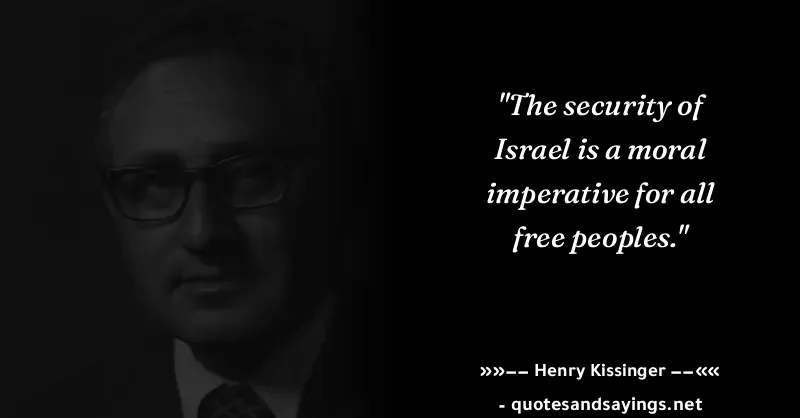 "The security of
Israel is a moral
imperative for all
free peoples."
»»–– Henry Kissinger ––««
- quotesandsayings.net